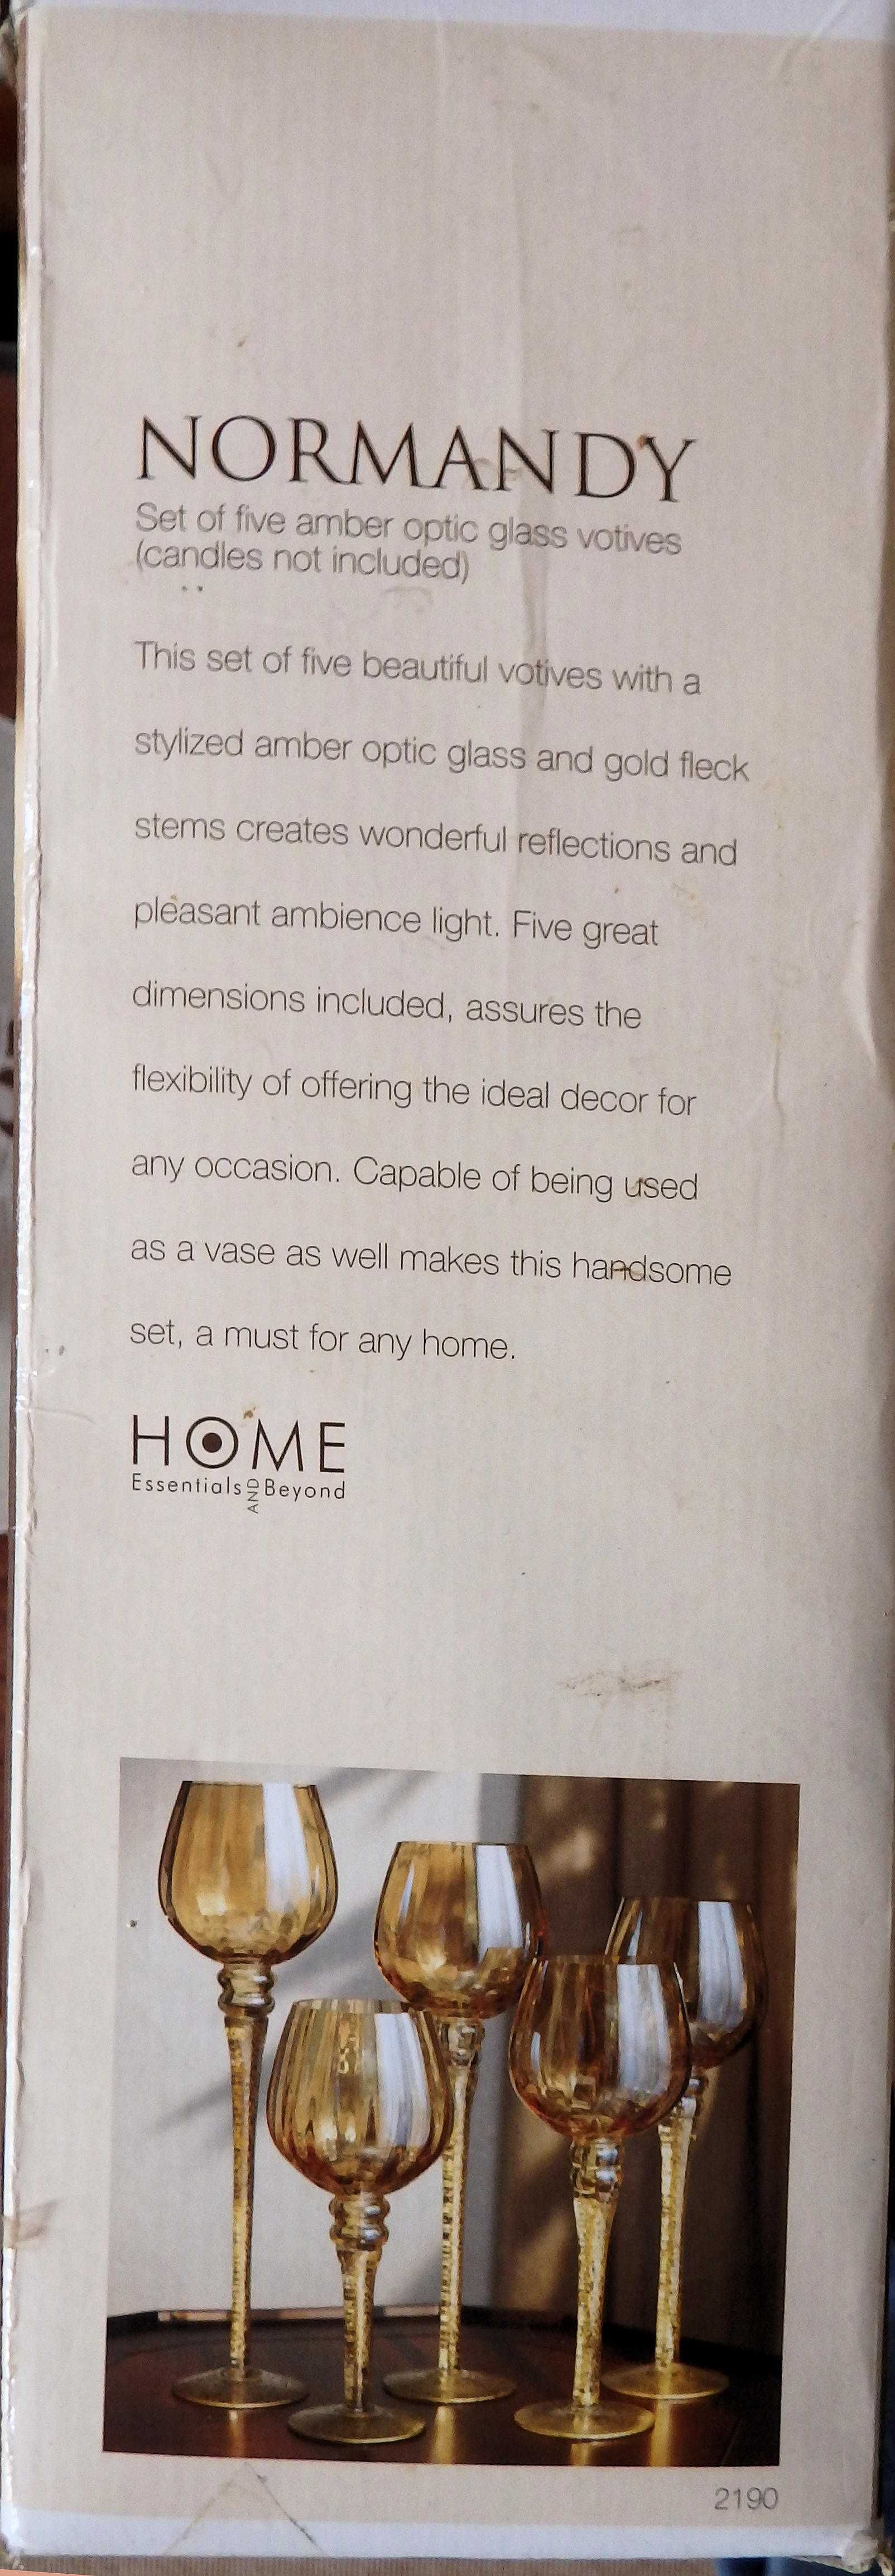 NORMANDY
Set of five amber optic glass votives
(candles not included)
This set of five beautiful votives with a
stylized amber optic glass and gold fleck
stems creates wonderful reflections and
pleasant ambience light. Five great
dimensions included, assures the
flexibility of offering the ideal decor for
any occasion. Capable of being used
as a vase as well makes this handsome
set, a must for any home.
HOME
Essentials AND Beyond
2190